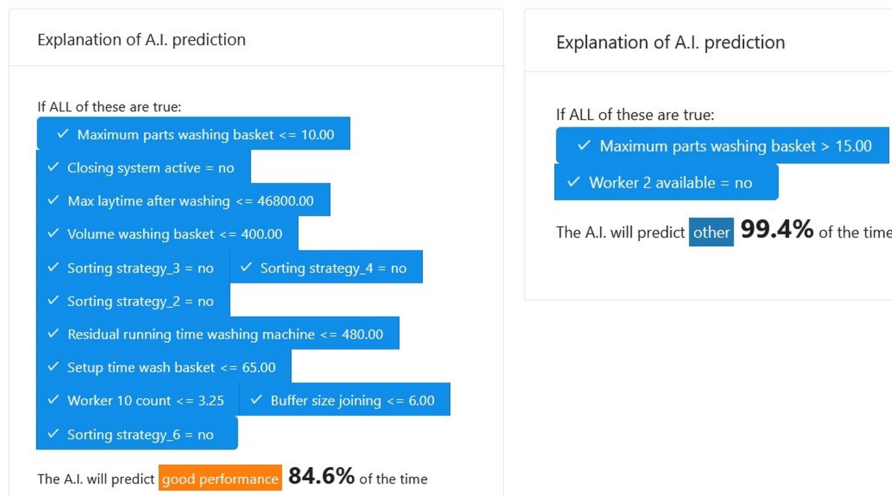 Explanation of A.I. prediction
If ALL of these are true:
✓ Maximum parts washing basket <= 10.00
✓ Closing system active = no
✓ Max laytime after washing <= 46800.00
✓ Volume washing basket <= 400.00
✓ Sorting strategy_3 = no ✓ Sorting strategy_4 = no
✓ Sorting strategy_2 = no
✓ Residual running time washing machine <= 480.00
✓ Setup time wash basket <= 65.00
✓ Worker 10 count <= 3.25 ✓ Buffer size joining <= 6.00
✓ Sorting strategy_6 = no
The A.I. will predict good performance 84.6% of the time
Explanation of A.I. prediction
If ALL of these are true:
✓ Maximum parts washing basket > 15.00
✓ Worker 2 available = no
The A.I. will predict other 99.4% of the time